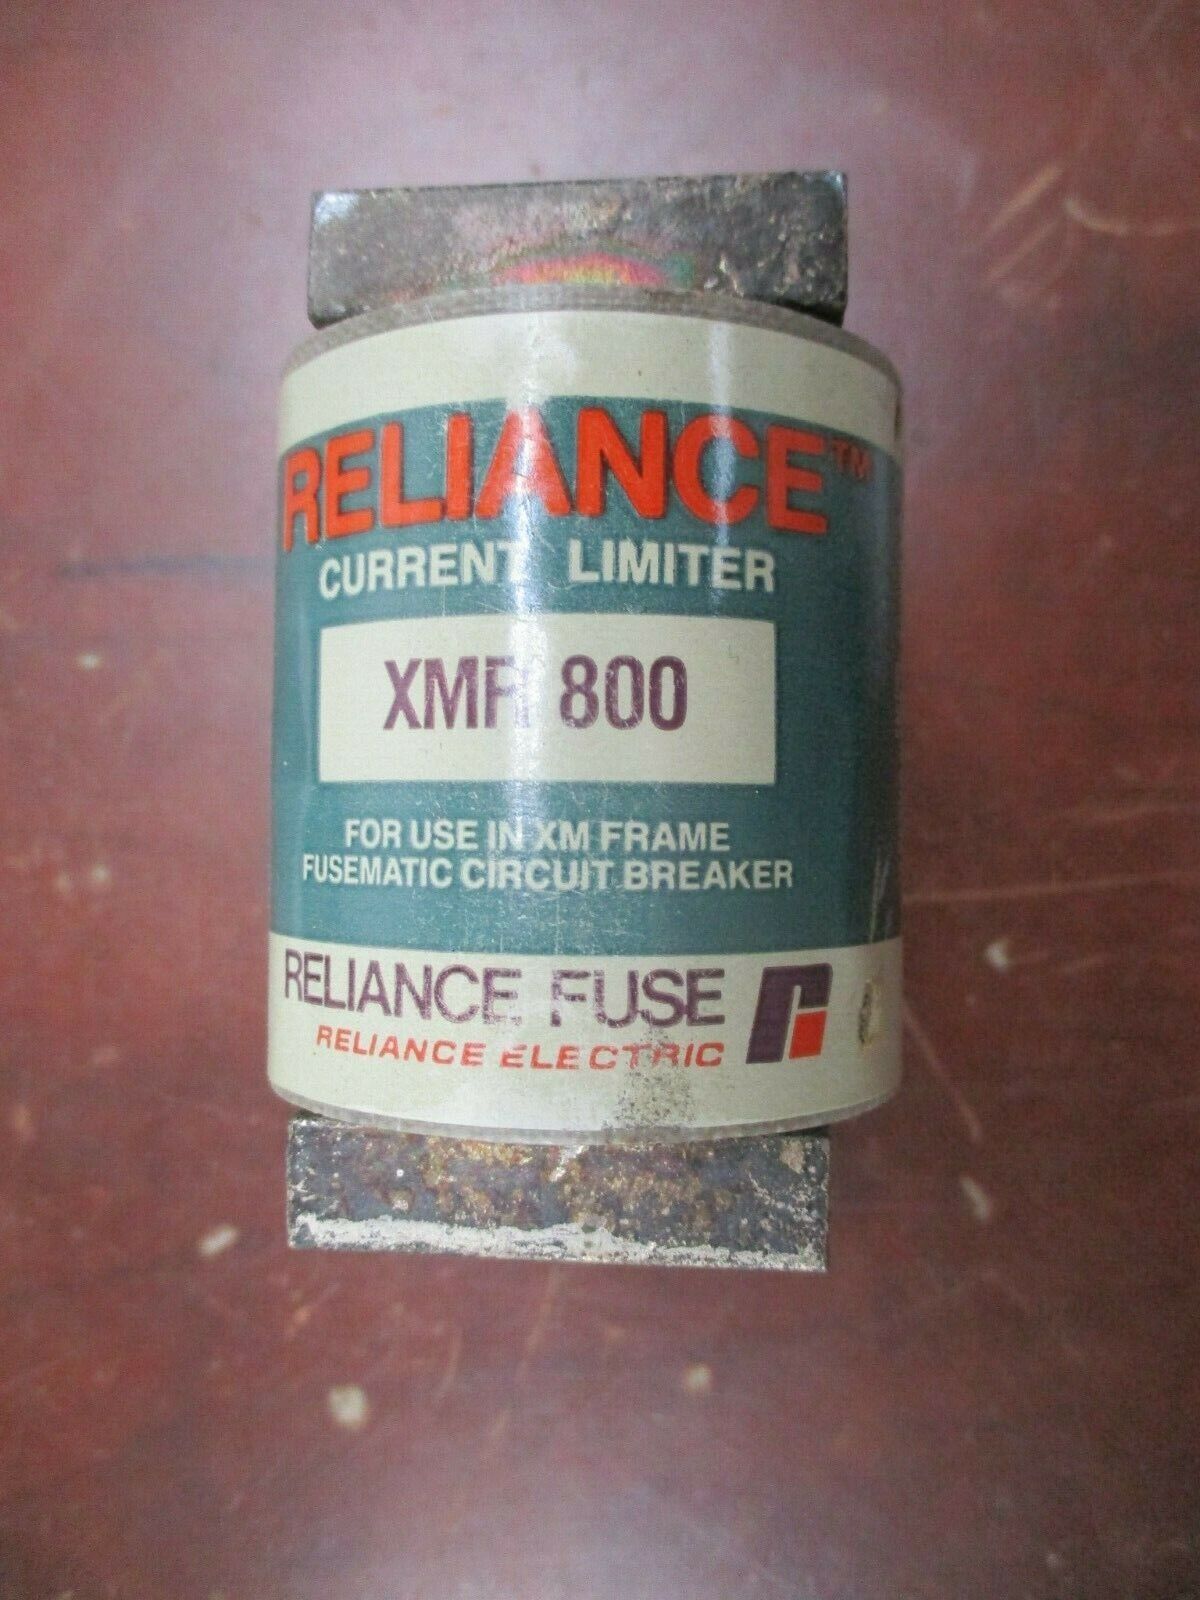 RELIANCE™
CURRENT LIMITER
XMR 800
FOR USE IN XM FRAME
FUSEMATIC CIRCUIT BREAKER
RELIANCE FUSE
RELIANCE ELECTRIC